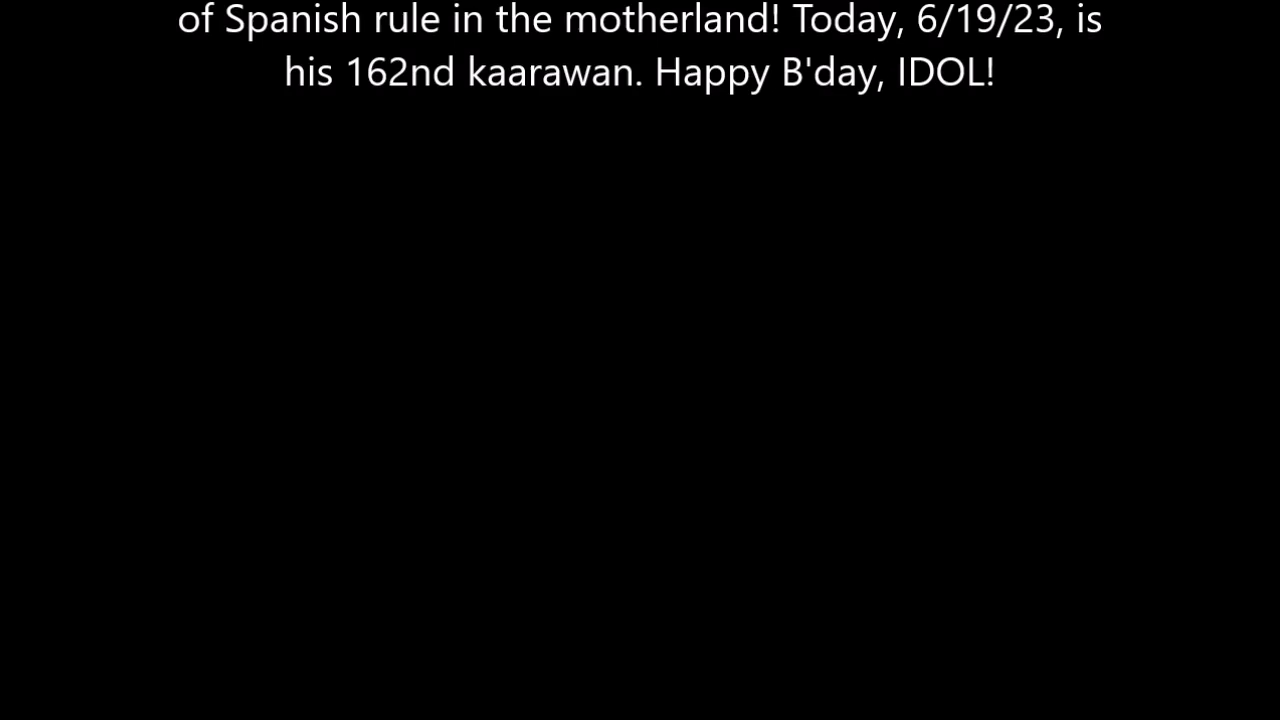 of Spanish rule in the motherland! Today, 6/19/23, is
his 162nd kaarawan. Happy B'day, IDOL!